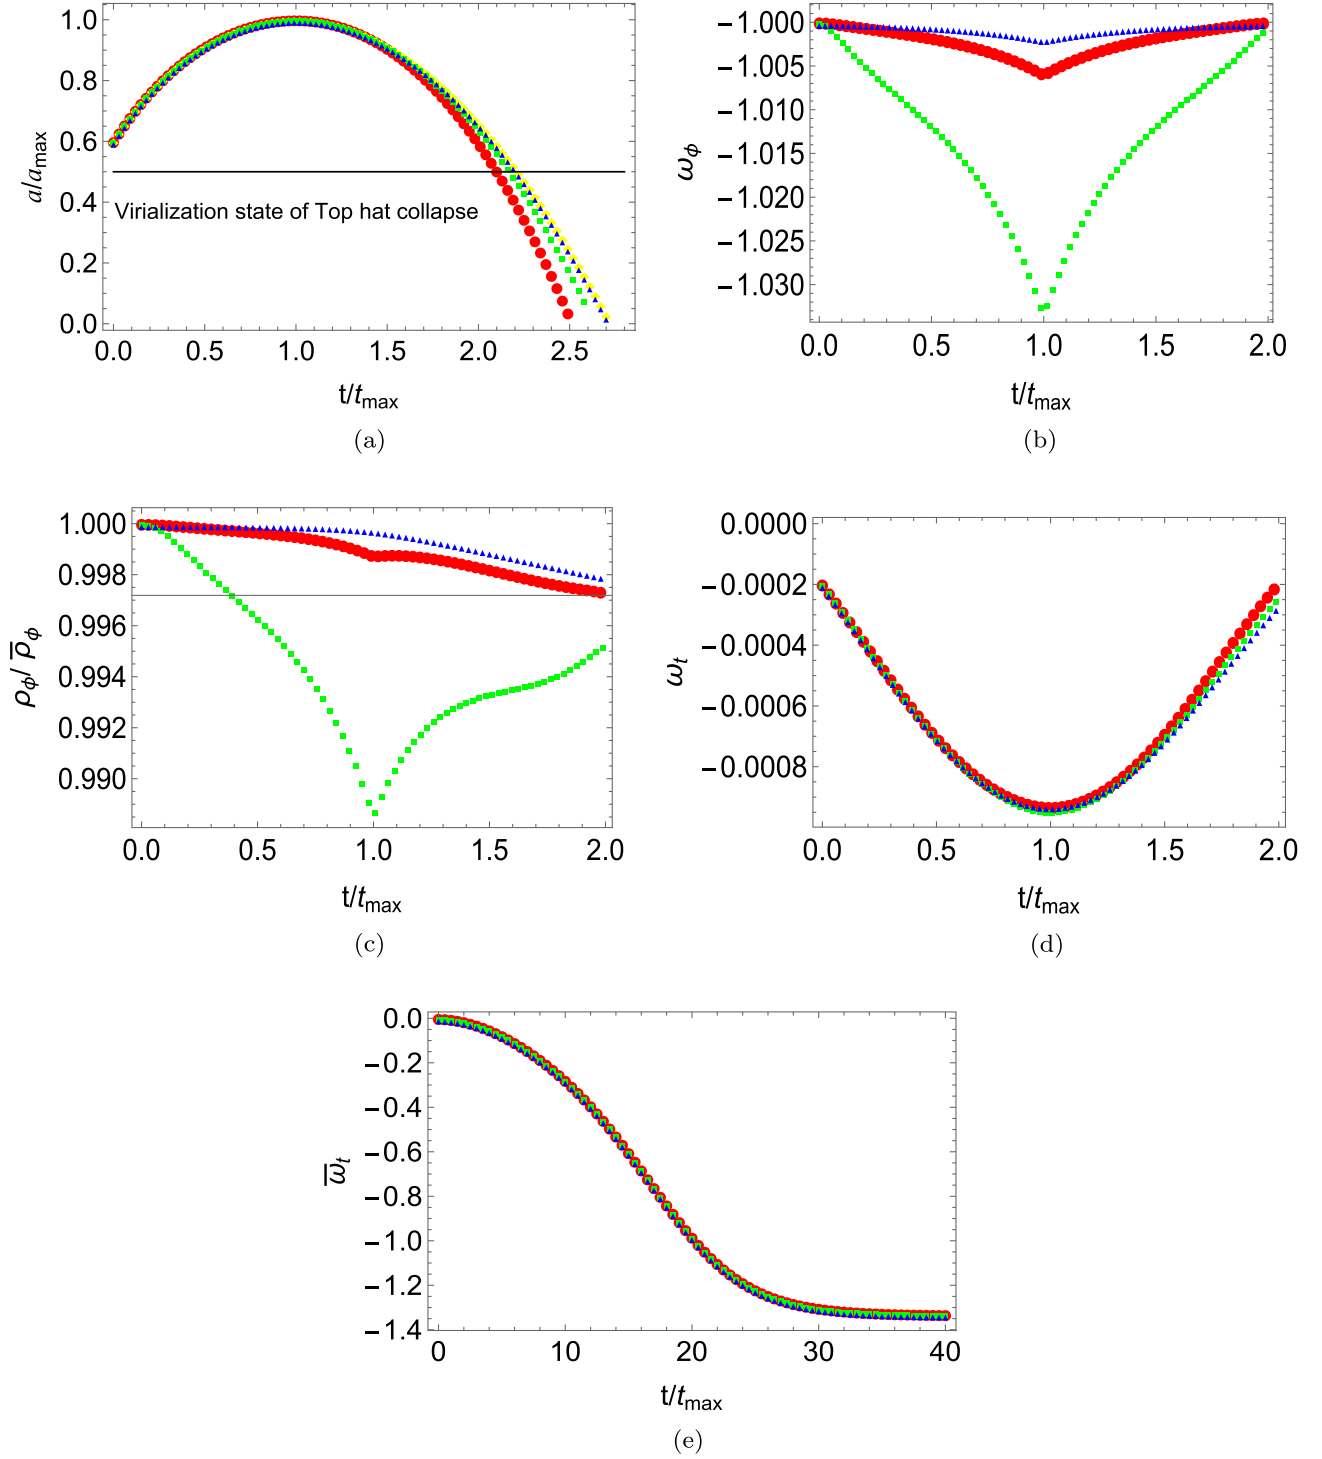 1.0
0.8
0.6
0.4
0.2
0.0
a/a_max
Virialization state of Top hat collapse
0.0 0.5 1.0 1.5 2.0 2.5
t/t_max
(a)
−1.000
−1.005
−1.010
−1.015
−1.020
−1.025
−1.030
ω_ϕ
0.0 0.5 1.0 1.5 2.0
t/t_max
(b)
1.000
0.998
0.996
0.994
0.992
0.990
ρ_ϕ/ρ̅_ϕ
0.0 0.5 1.0 1.5 2.0
t/t_max
(c)
0.0000
−0.0002
−0.0004
−0.0006
−0.0008
ω_t
0.0 0.5 1.0 1.5 2.0
t/t_max
(d)
0.0
−0.2
−0.4
−0.6
−0.8
−1.0
−1.2
−1.4
ω̅_t
0 10 20 30 40
t/t_max
(e)